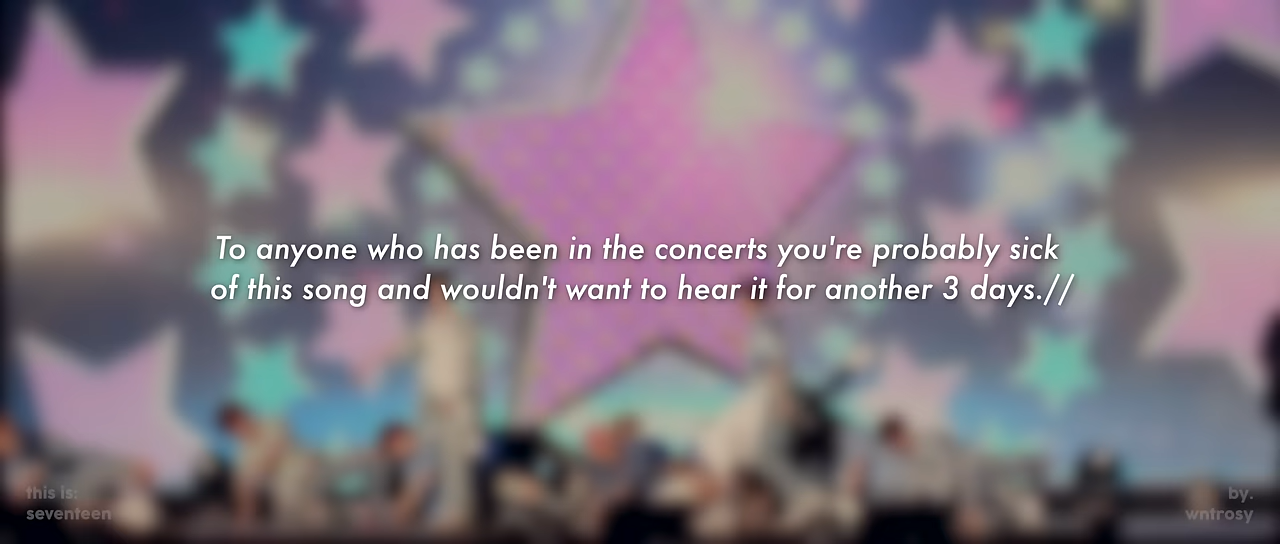 To anyone who has been in the concerts you're probably sick
of this song and wouldn't want to hear it for another 3 days.//
this is:
seventeen
by.
wntrosy